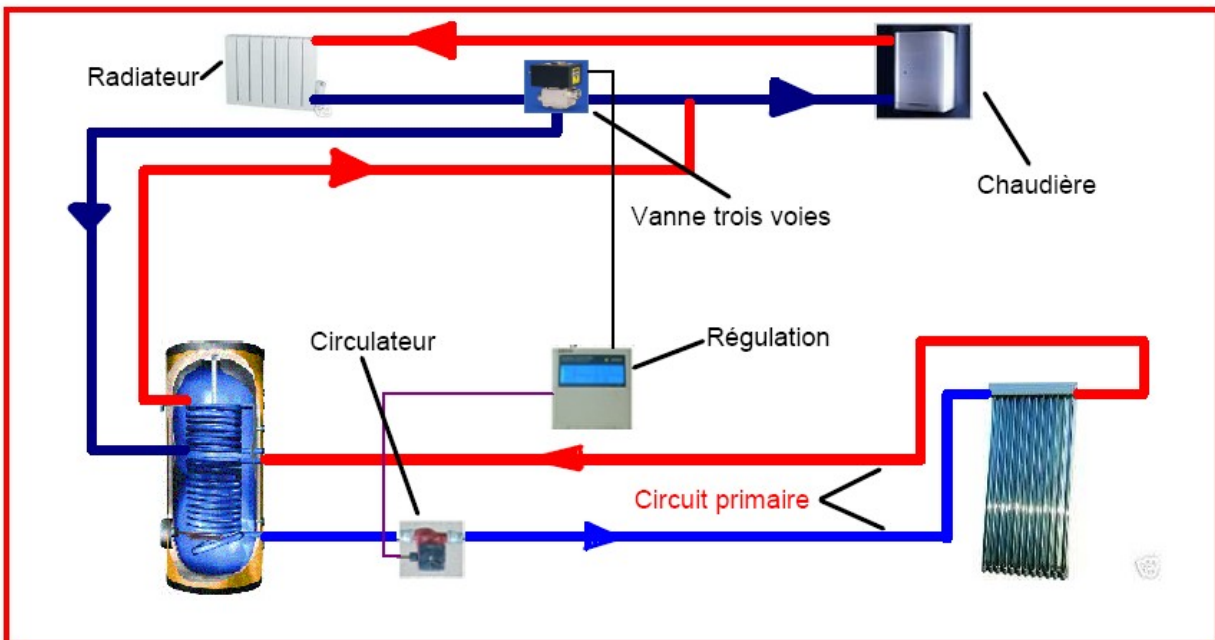 Radiateur
Chaudière
Vanne trois voies
Circulateur
Régulation
Circuit primaire